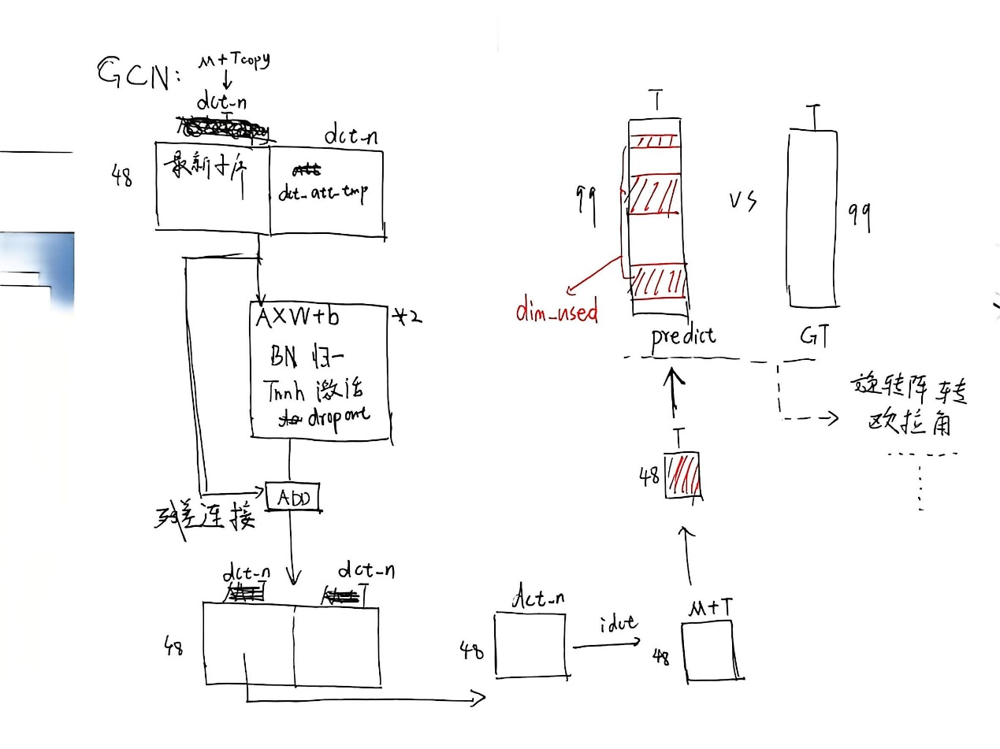 GCN:
M+Tcopy
dct-n
dct-n
48
最新子序
dct-att-tmp
AXW+b
*2
BN 归一
Tnnh 激活
dropout
ADD
残差连接
dct-n
dct-n
48
dct-n
48
idct
M+T
48
T
48
T
99
dim_used
predict
vs
T
99
GT
旋转阵转
欧拉角